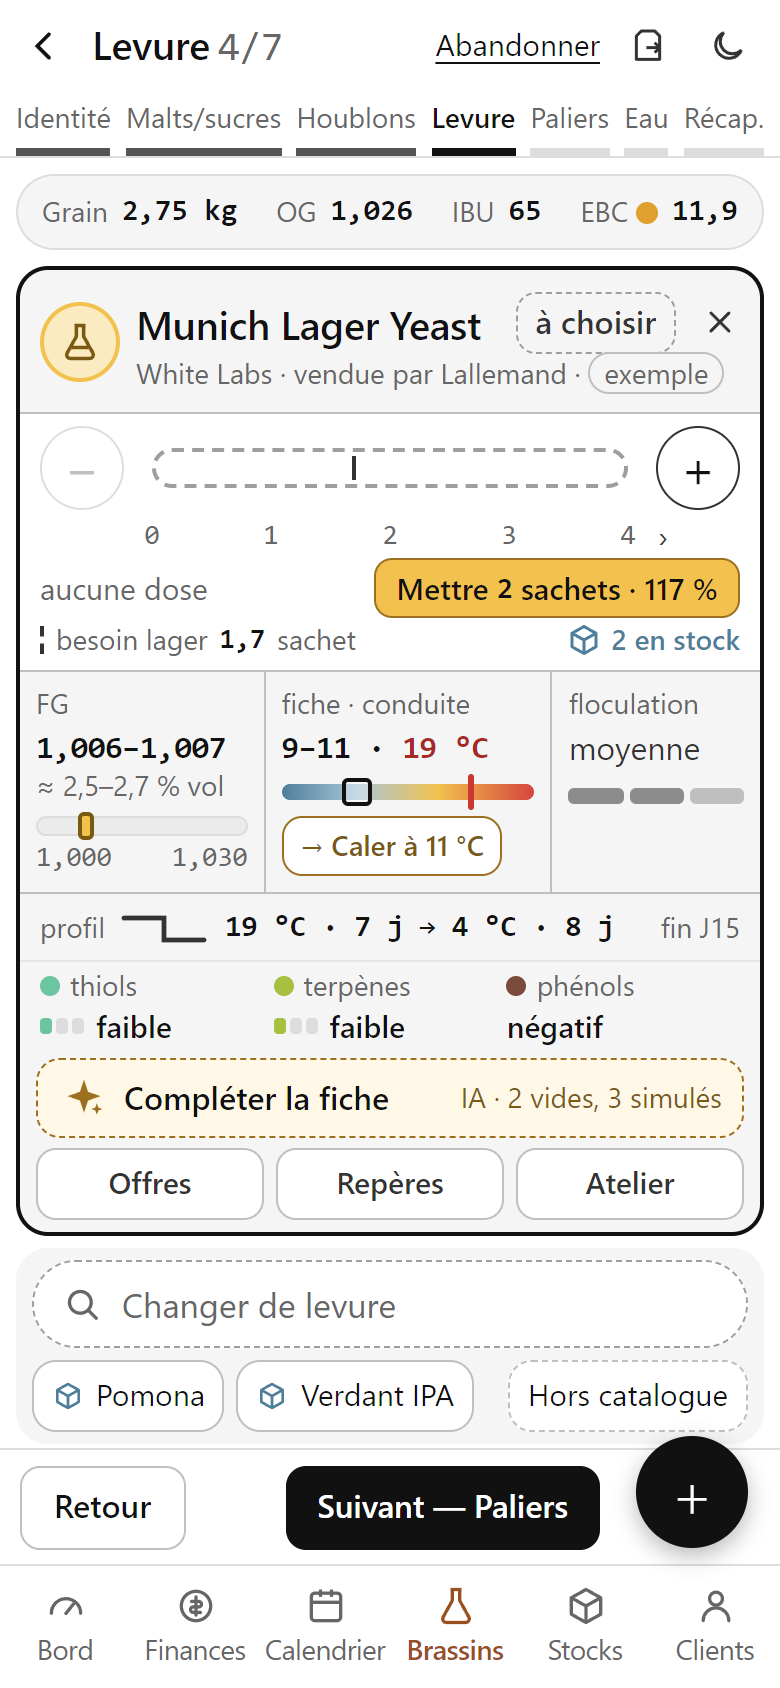 Levure 4/7 Abandonner
Identité Malts/sucres Houblons Levure Paliers Eau Récap.
Grain 2,75 kg OG 1,026 IBU 65 EBC 11,9
Munich Lager Yeast à choisir
White Labs · vendue par Lallemand · exemple
0 1 2 3 4 ›
aucune dose Mettre 2 sachets · 117 %
besoin lager 1,7 sachet 2 en stock
FG fiche · conduite floculation
1,006–1,007 9–11 · 19 °C moyenne
≈ 2,5–2,7 % vol
→ Caler à 11 °C
1,000 1,030
profil 19 °C · 7 j → 4 °C · 8 j fin J15
thiols terpènes phénols
faible faible négatif
Compléter la fiche IA · 2 vides, 3 simulés
Offres Repères Atelier
Changer de levure
Pomona Verdant IPA Hors catalogue
Retour Suivant — Paliers
Bord Finances Calendrier Brassins Stocks Clients